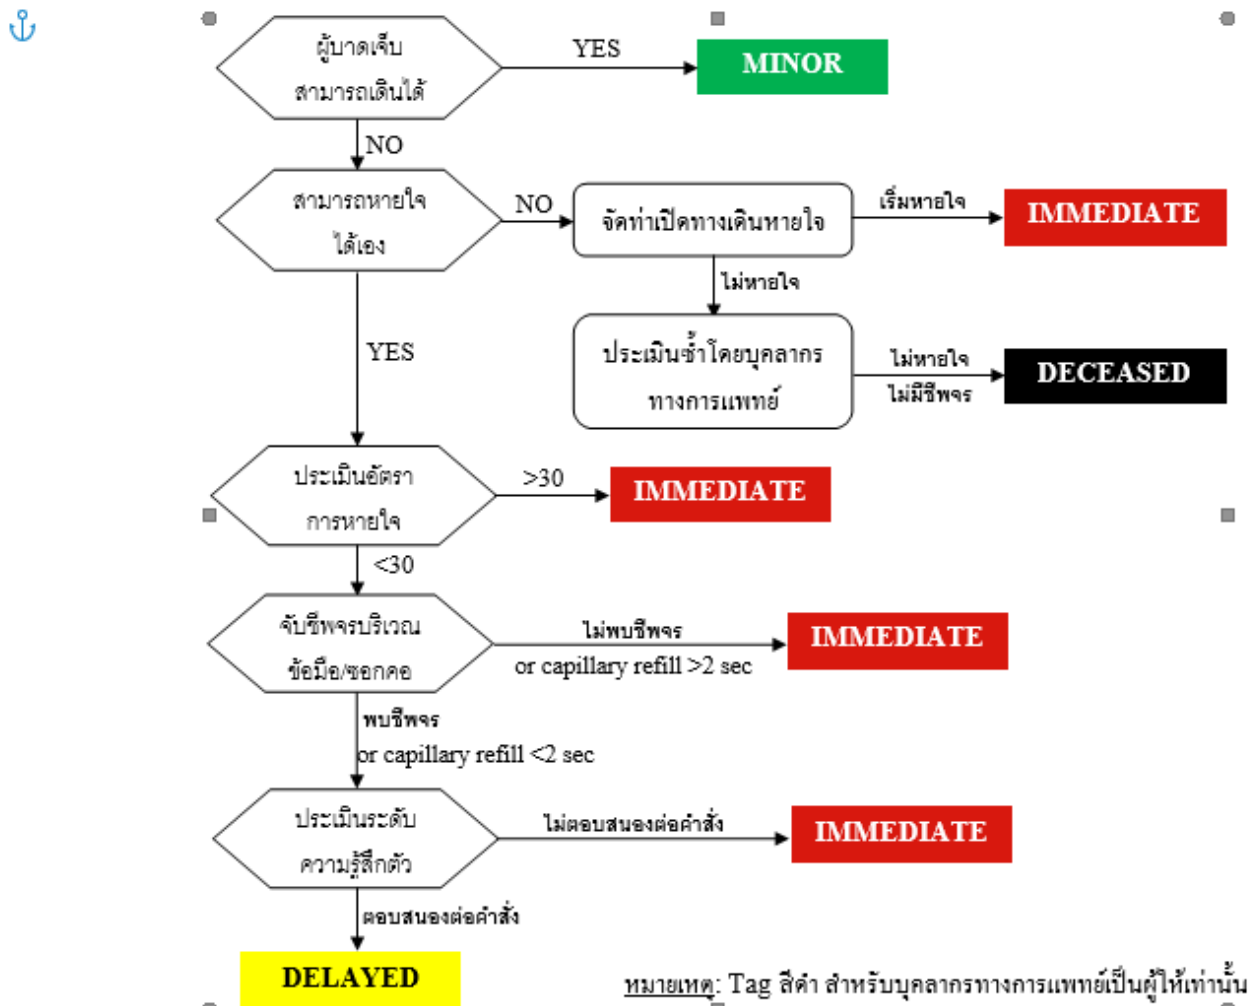 ผู้บาดเจ็บ
สามารถเดินได้
YES
MINOR
NO
สามารถหายใจ
ได้เอง
NO
จัดท่าเปิดทางเดินหายใจ
เริ่มหายใจ
IMMEDIATE
ไม่หายใจ
YES
ประเมินซ้ำโดยบุคลากร
ทางการแพทย์
ไม่หายใจ
ไม่มีชีพจร
DECEASED
ประเมินอัตรา
การหายใจ
>30
IMMEDIATE
<30
จับชีพจรบริเวณ
ข้อมือ/ซอกคอ
ไม่พบชีพจร
or capillary refill >2 sec
IMMEDIATE
พบชีพจร
or capillary refill <2 sec
ประเมินระดับ
ความรู้สึกตัว
ไม่ตอบสนองต่อคำสั่ง
IMMEDIATE
ตอบสนองต่อคำสั่ง
DELAYED
หมายเหตุ: Tag สีดำ สำหรับบุคลากรทางการแพทย์เป็นผู้ให้เท่านั้น